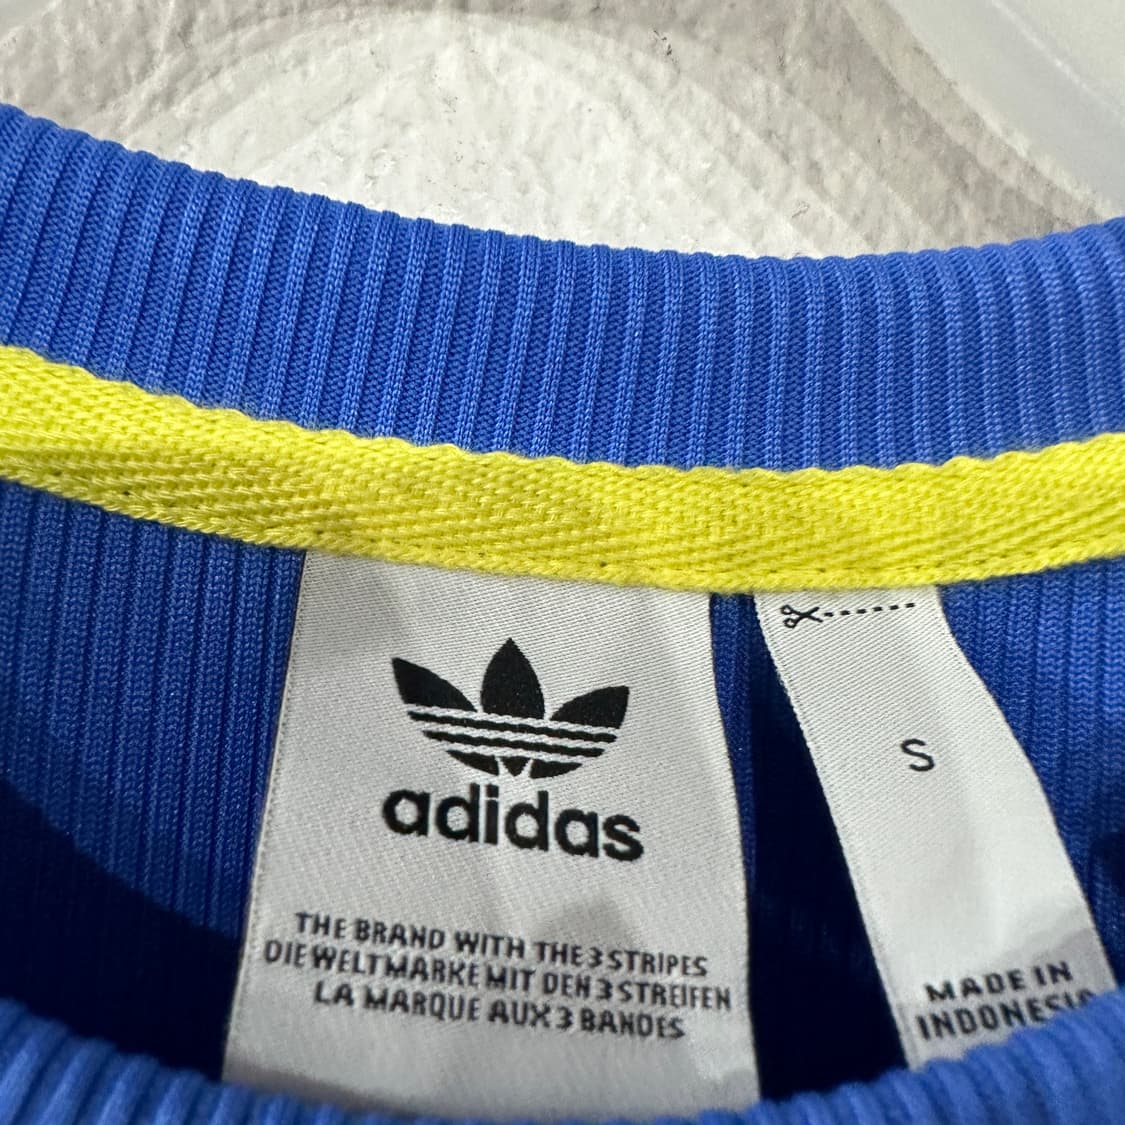 adidas
THE BRAND WITH THE 3 STRIPES
DIE WELTMARKE MIT DEN 3 STREIFEN
LA MARQUE AUX 3 BANDES
S
MADE IN
INDONESIA